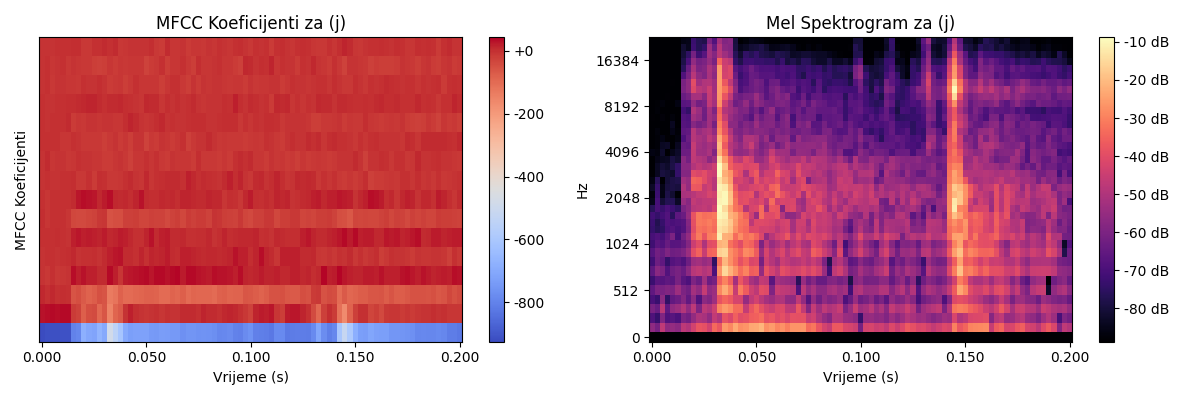 MFCC Koeficijenti za (j)
MFCC Koeficijenti
+0
-200
-400
-600
-800
0.000 0.050 0.100 0.150 0.200
Vrijeme (s)
Mel Spektrogram za (j)
Hz
16384
8192
4096
2048
1024
512
0
0.000 0.050 0.100 0.150 0.200
Vrijeme (s)
-10 dB
-20 dB
-30 dB
-40 dB
-50 dB
-60 dB
-70 dB
-80 dB